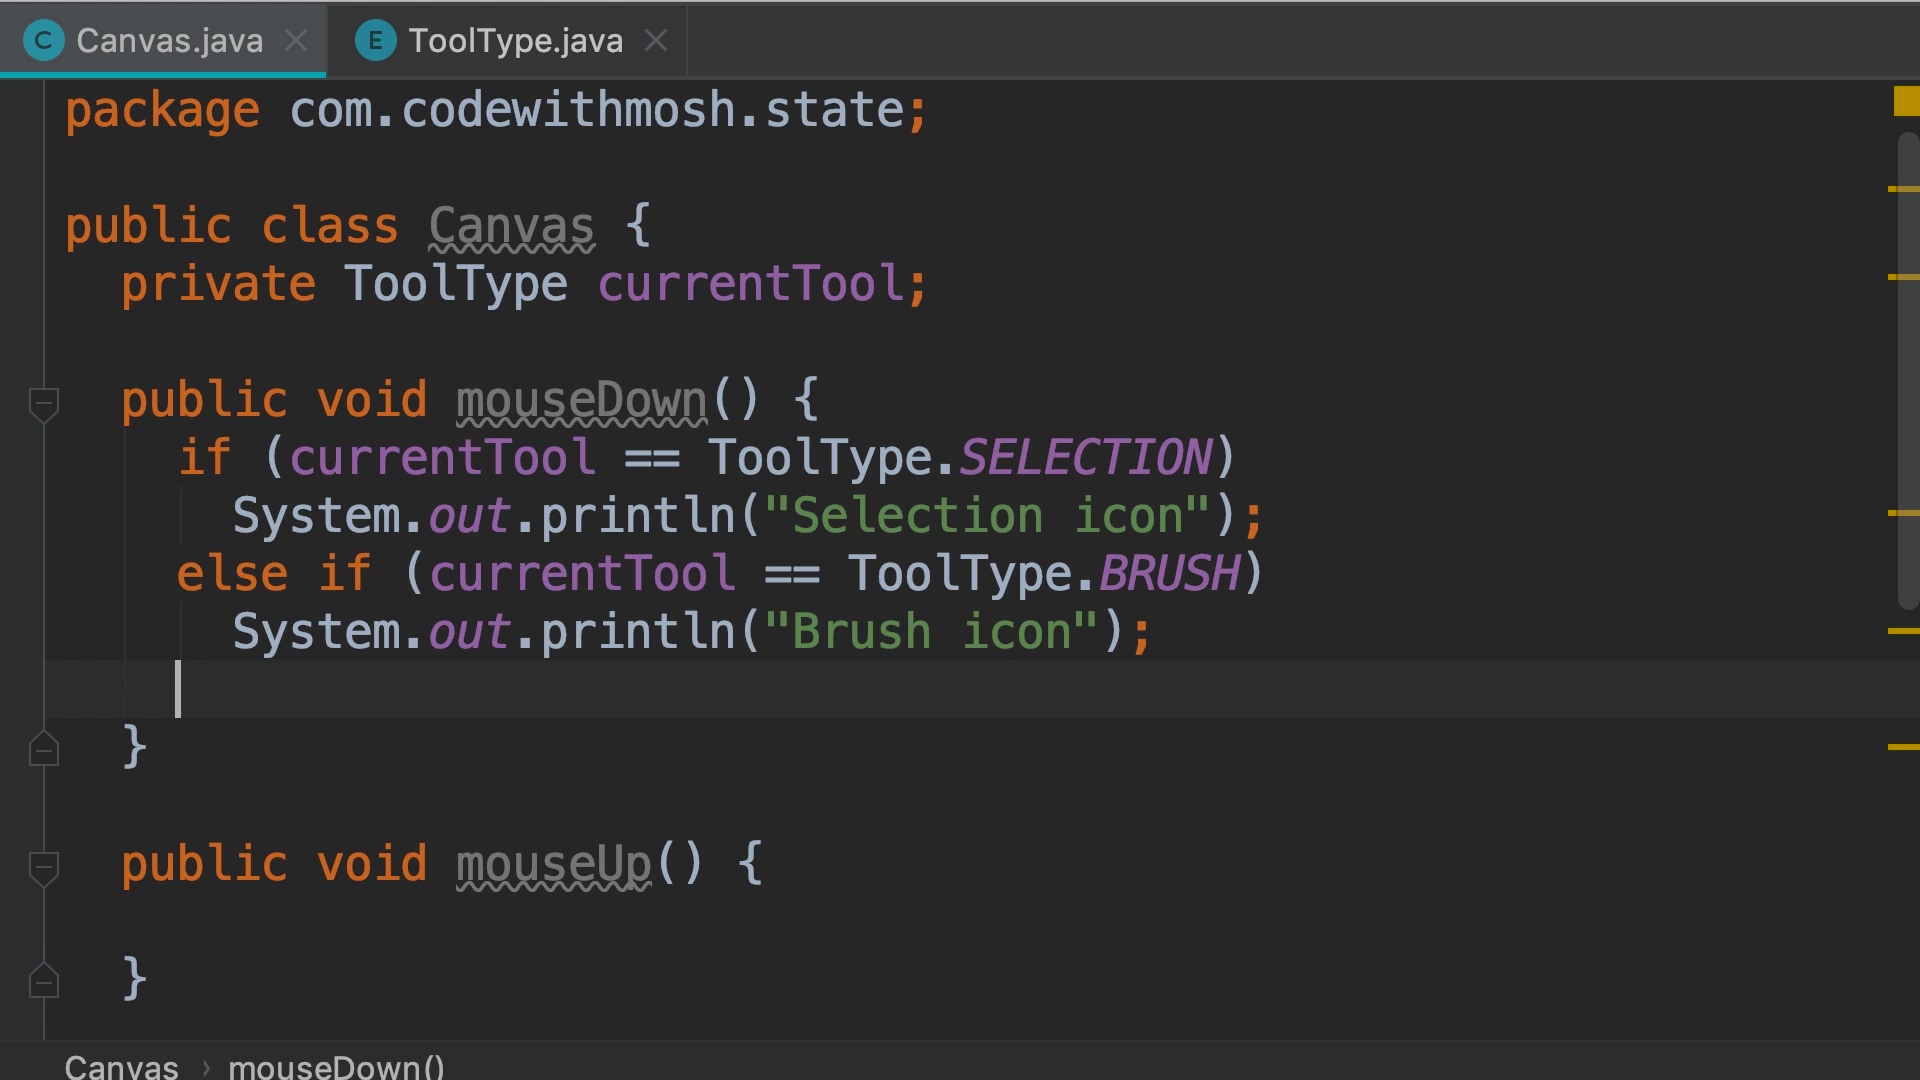 Canvas.java ToolType.java
package com.codewithmosh.state;
public class Canvas {
private ToolType currentTool;
public void mouseDown() {
if (currentTool == ToolType.SELECTION)
System.out.println("Selection icon");
else if (currentTool == ToolType.BRUSH)
System.out.println("Brush icon");
}
public void mouseUp() {
}
Canvas › mouseDown()